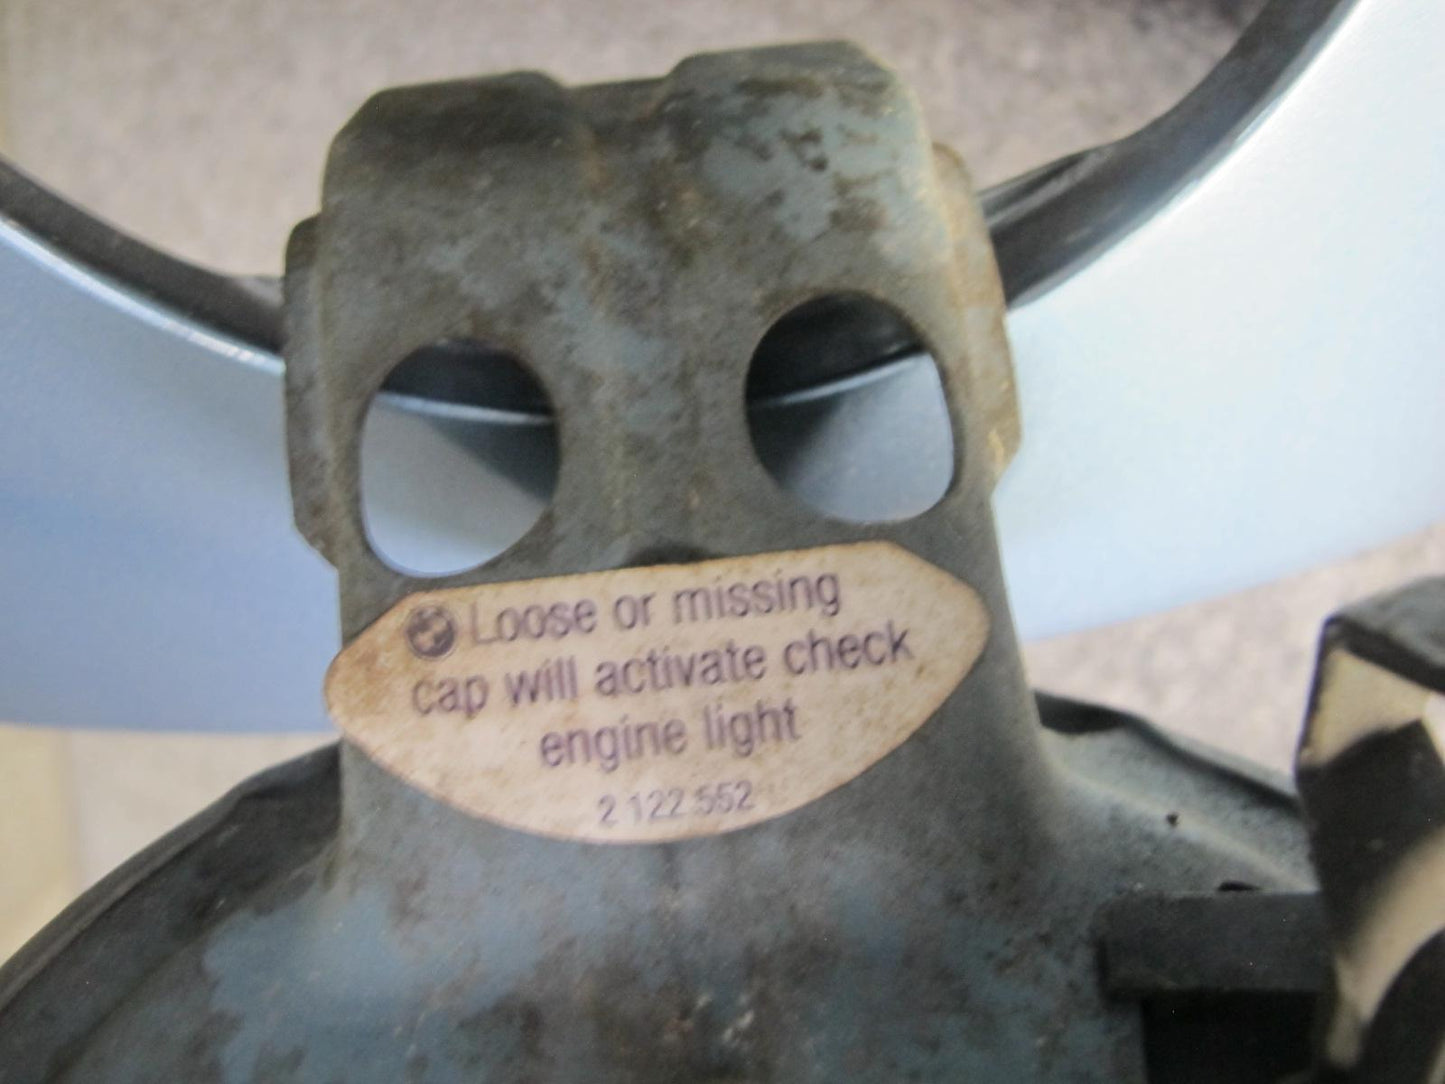 Loose or missing
cap will activate check
engine light
2 122 552